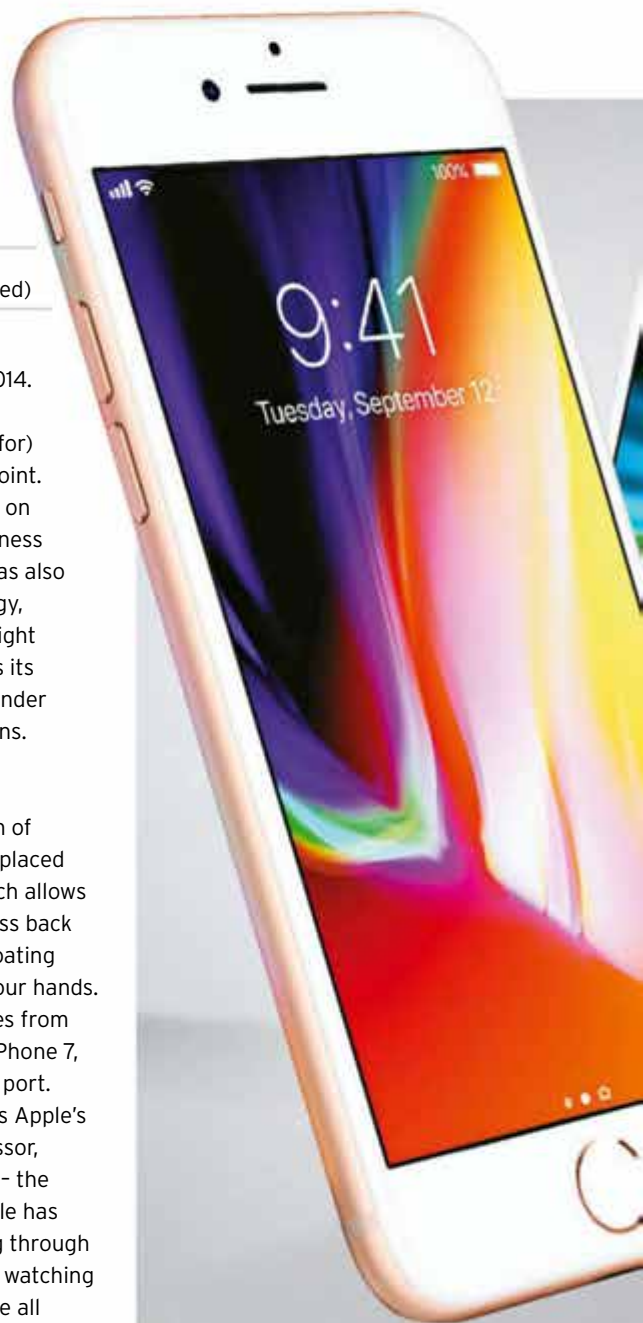 ed)
014.
for)
oint.
on
ness
as also
gy,
ight
s its
nder
ns.
n of
placed
ch allows
ss back
oating
our hands.
es from
Phone 7,
port.
s Apple's
ssor,
– the
le has
g through
watching
e all
100%
9:41
Tuesday, September 12